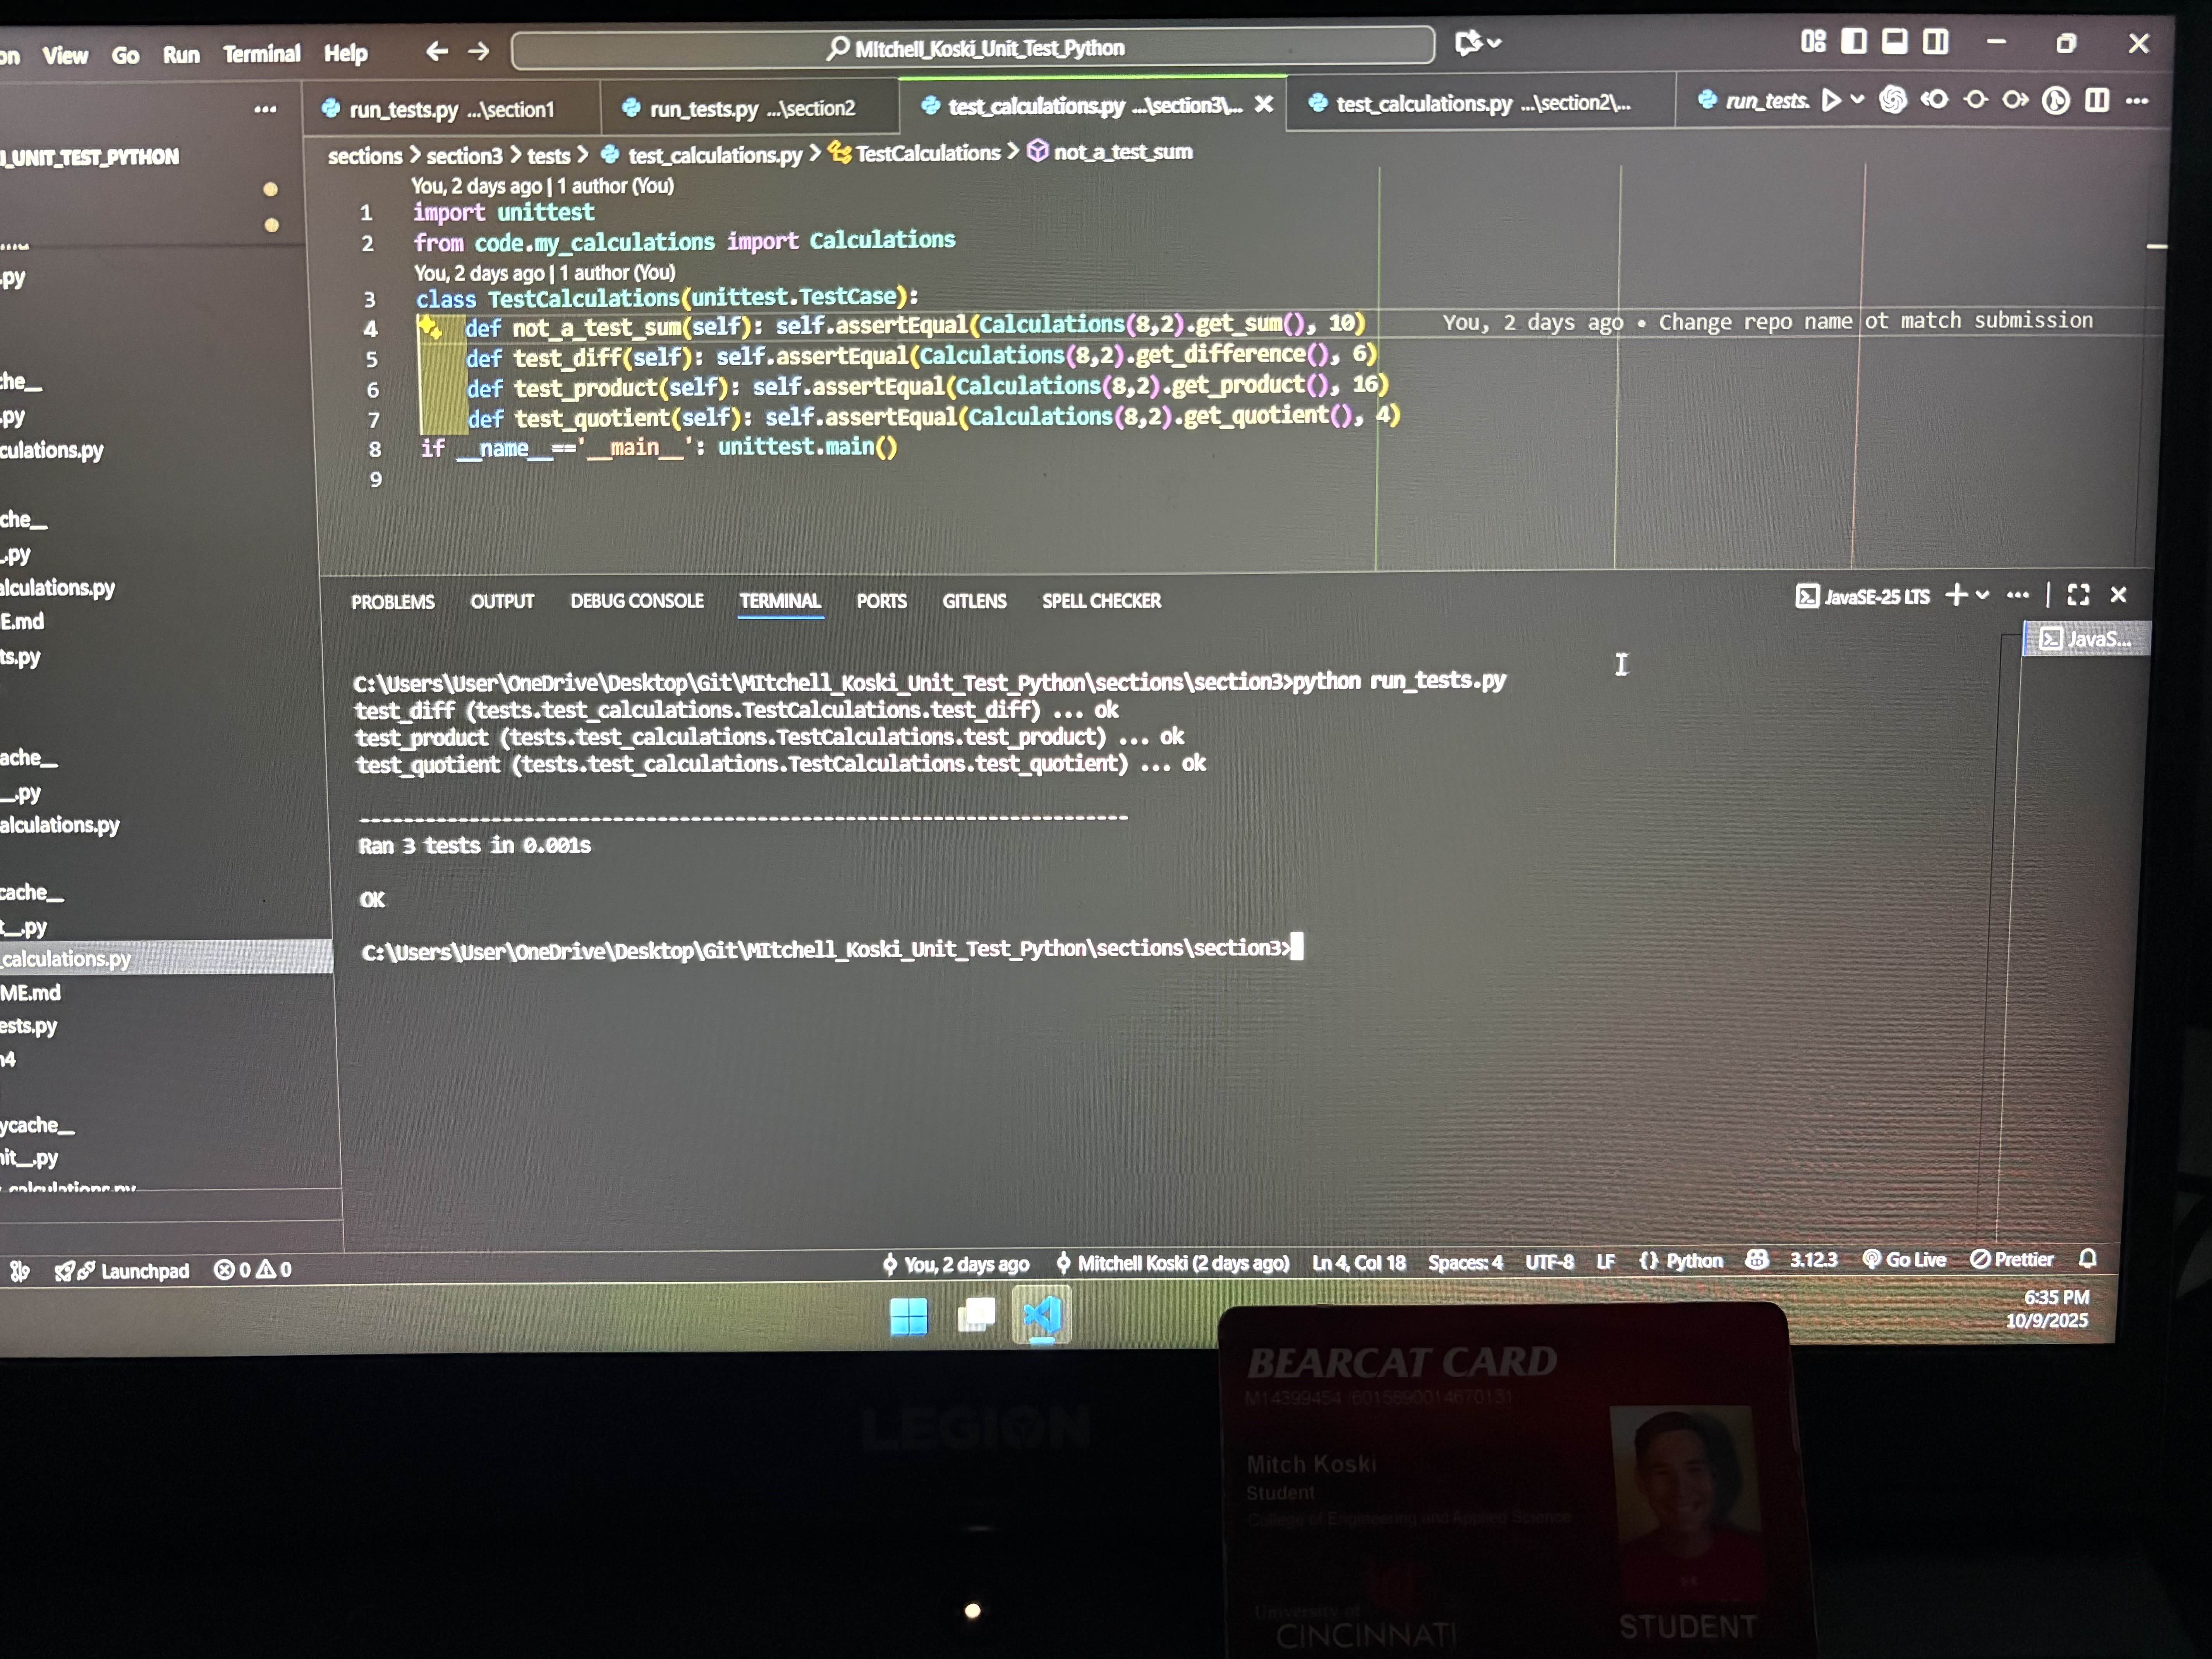 on View Go Run Terminal Help MItchell_Koski_Unit_Test_Python
run_tests.py ...\section1 run_tests.py ...\section2 test_calculations.py ...\section3\... test_calculations.py ...\section2\... run_tests.
I_UNIT_TEST_PYTHON
.py
che__
.py
culations.py
che__
_.py
alculations.py
E.md
ts.py
ache__
__.py
alculations.py
cache__
t__.py
_calculations.py
ME.md
ests.py
n4
ycache__
nit__.py
_calculations.py
sections > section3 > tests > test_calculations.py > TestCalculations > not_a_test_sum
You, 2 days ago | 1 author (You)
1 import unittest
2 from code.my_calculations import Calculations
You, 2 days ago | 1 author (You)
3 class TestCalculations(unittest.TestCase):
4 def not_a_test_sum(self): self.assertEqual(Calculations(8,2).get_sum(), 10) You, 2 days ago • Change repo name ot match submission
5 def test_diff(self): self.assertEqual(Calculations(8,2).get_difference(), 6)
6 def test_product(self): self.assertEqual(Calculations(8,2).get_product(), 16)
7 def test_quotient(self): self.assertEqual(Calculations(8,2).get_quotient(), 4)
8 if __name__=='__main__': unittest.main()
9
PROBLEMS OUTPUT DEBUG CONSOLE TERMINAL PORTS GITLENS SPELL CHECKER JavaSE-25 LTS
JavaS...
C:\Users\User\OneDrive\Desktop\Git\MItchell_Koski_Unit_Test_Python\sections\section3>python run_tests.py
test_diff (tests.test_calculations.TestCalculations.test_diff) ... ok
test_product (tests.test_calculations.TestCalculations.test_product) ... ok
test_quotient (tests.test_calculations.TestCalculations.test_quotient) ... ok
----------------------------------------------------------------------
Ran 3 tests in 0.001s
OK
C:\Users\User\OneDrive\Desktop\Git\MItchell_Koski_Unit_Test_Python\sections\section3>
Launchpad 0 0 You, 2 days ago Mitchell Koski (2 days ago) Ln 4, Col 18 Spaces: 4 UTF-8 LF {} Python 3.12.3 Go Live Prettier
6:35 PM
10/9/2025
LEGION
BEARCAT CARD
M14399454 /6015690014670131
Mitch Koski
Student
College of Engineering and Applied Science
University of
CINCINNATI
STUDENT